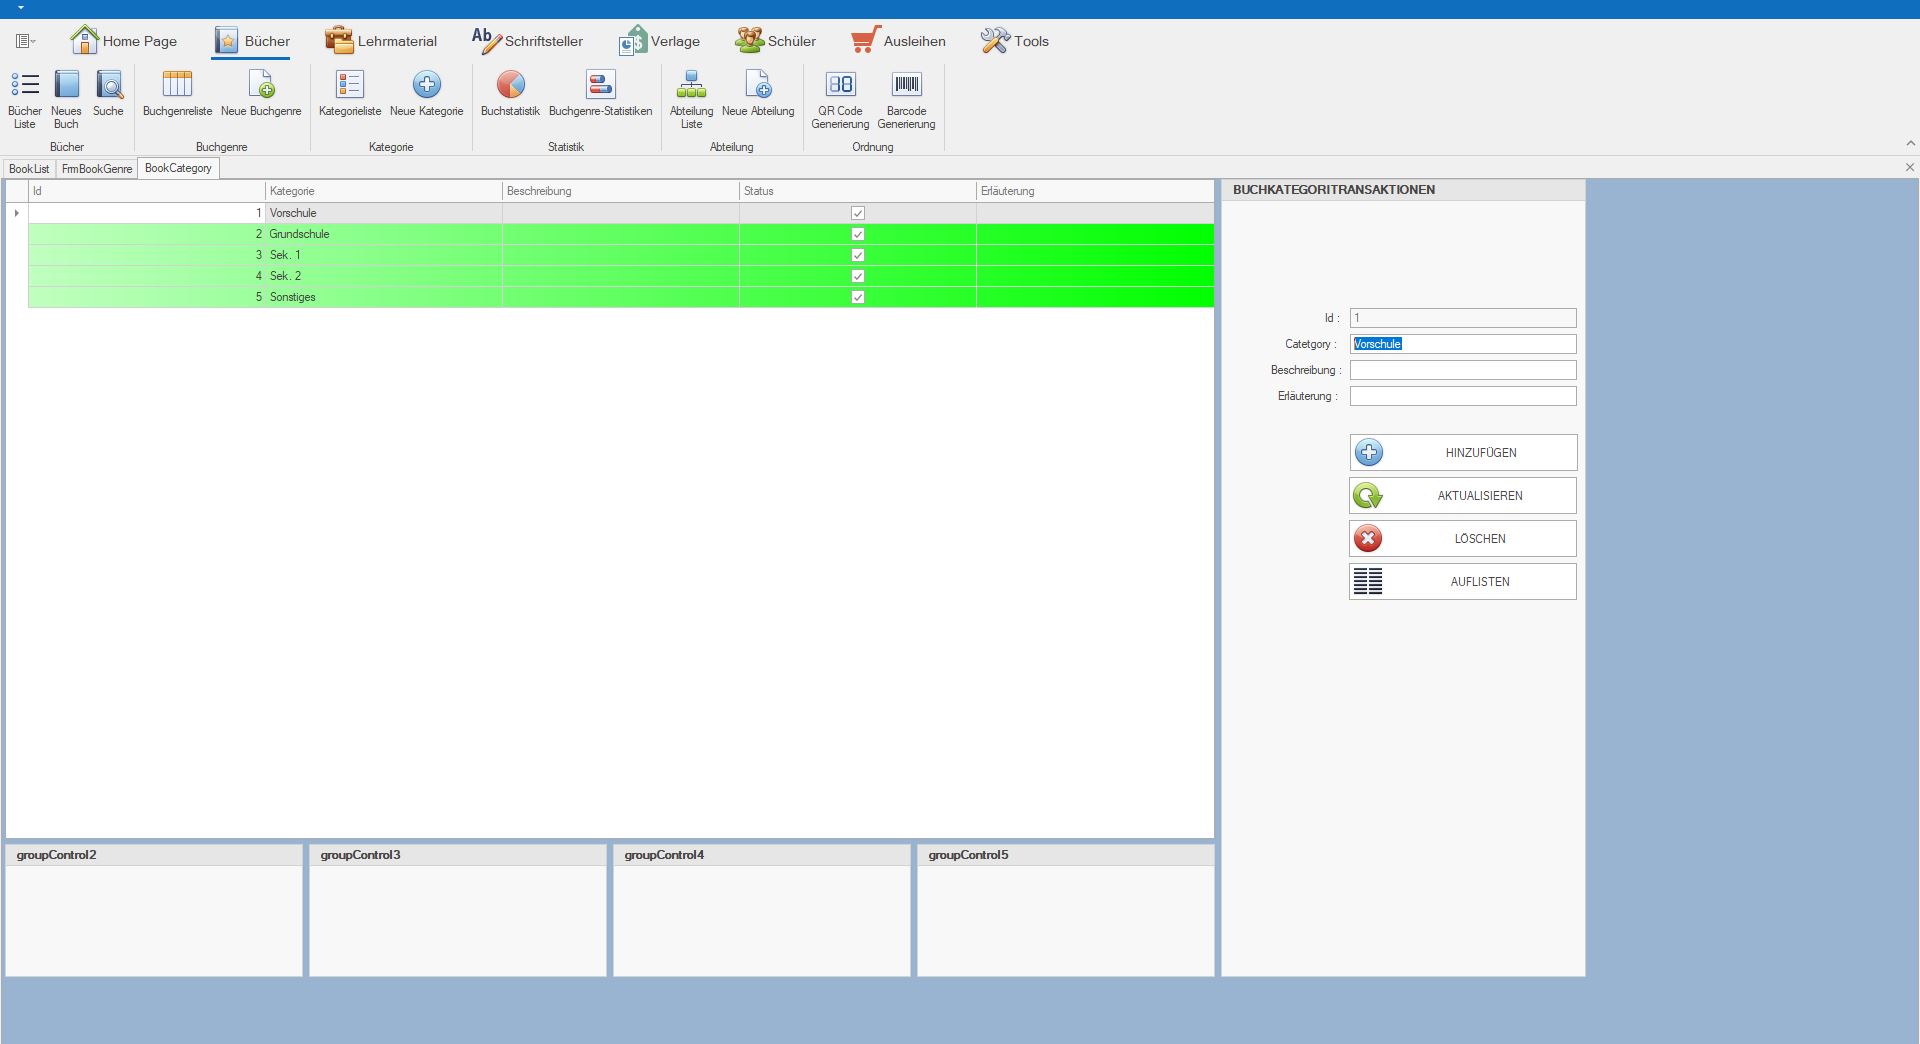 Home Page
Bücher
Lehrmaterial
Ab Schriftsteller
Verlage
Schüler
Ausleihen
Tools
Bücher Liste
Neues Buch
Suche
Buchgenreliste
Neue Buchgenre
Kategorieliste
Neue Kategorie
Buchstatistik
Buchgenre-Statistiken
Abteilung Liste
Neue Abteilung
QR Code Generierung
Barcode Generierung
Bücher
Buchgenre
Kategorie
Statistik
Abteilung
Ordnung
BookList
FrmBookGenre
BookCategory
Id Kategorie Beschreibung Status Erläuterung
1 Vorschule
2 Grundschule
3 Sek. 1
4 Sek. 2
5 Sonstiges
BUCHKATEGORITRANSAKTIONEN
Id : 1
Catetgory : Vorschule
Beschreibung :
Erläuterung :
HINZUFÜGEN
AKTUALISIEREN
LÖSCHEN
AUFLISTEN
groupControl2
groupControl3
groupControl4
groupControl5